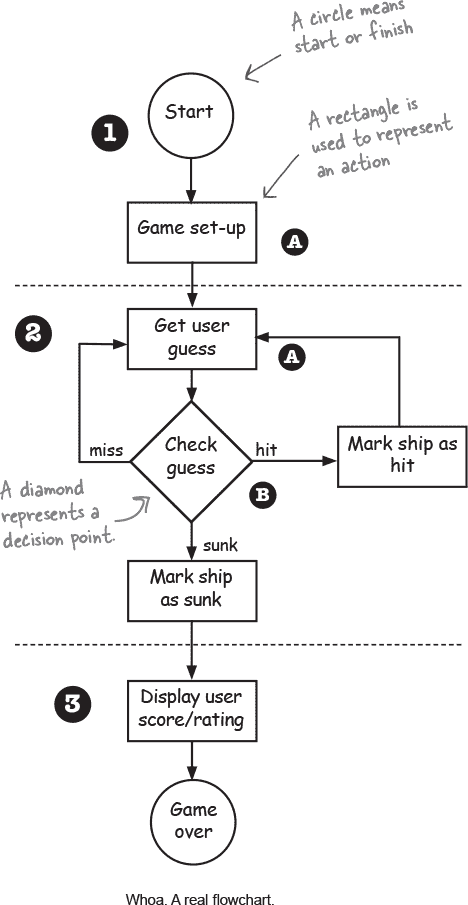 A circle means
start or finish
Start
1
A rectangle is
used to represent
an action
Game set-up
A
2
Get user
guess
A
miss
Check
guess
hit
Mark ship as
hit
B
A diamond
represents a
decision point.
sunk
Mark ship
as sunk
3
Display user
score/rating
Game
over
Whoa. A real flowchart.